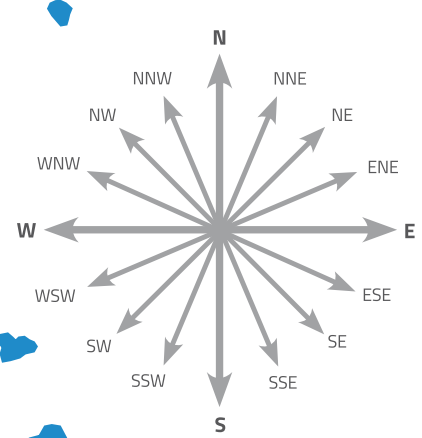 N
NNW NNE
NW NE
WNW ENE
W E
WSW ESE
SW SE
SSW SSE
S